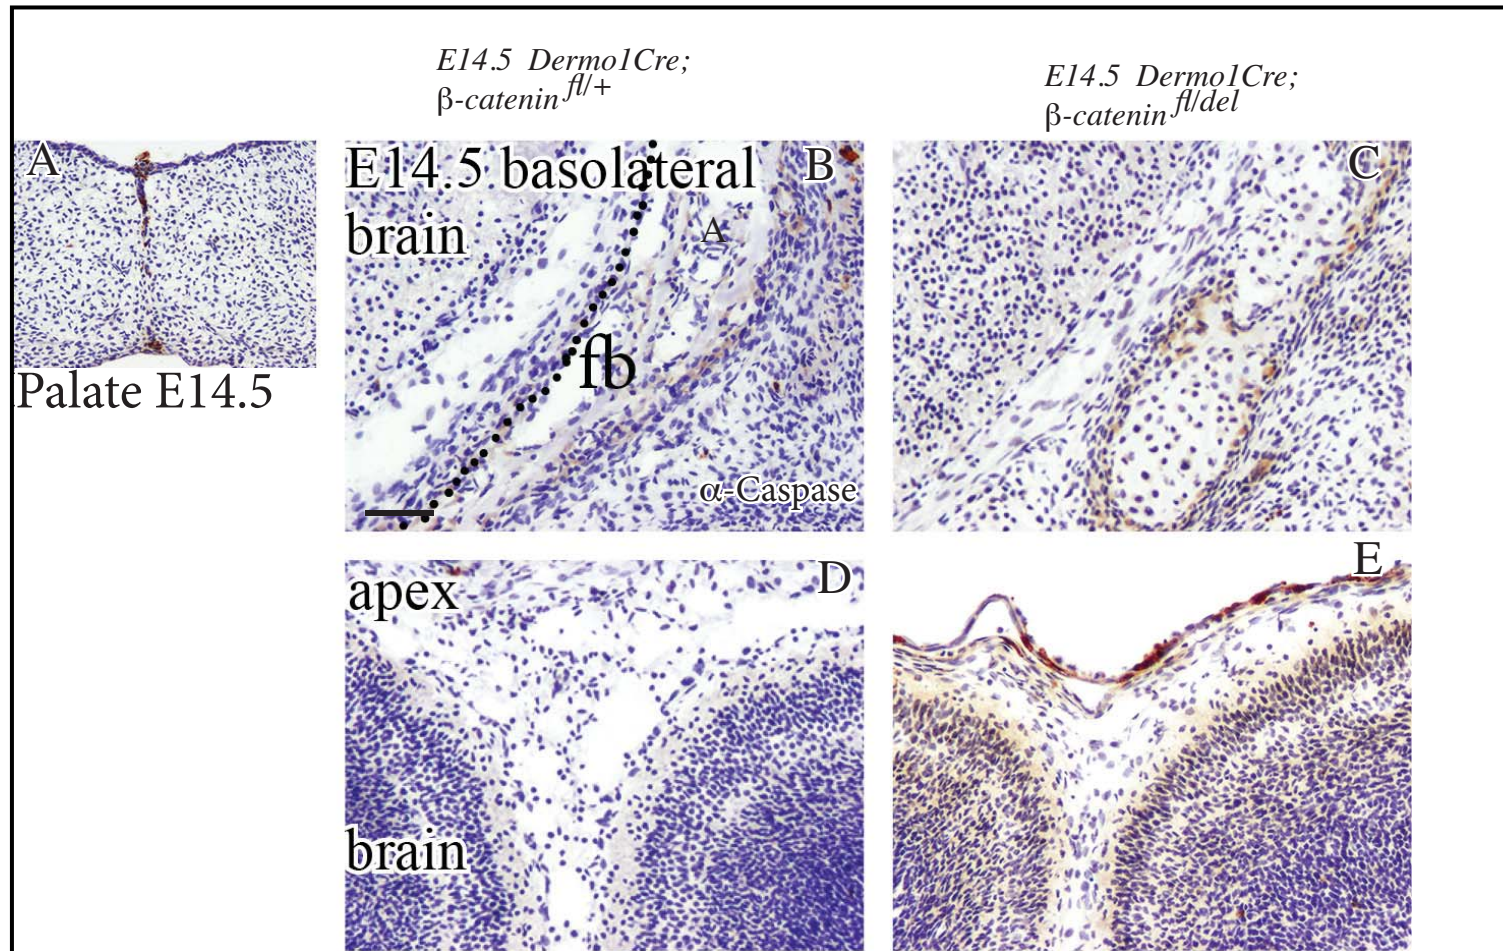 E14.5 Dermo1Cre;
β-catenin fl/+
E14.5 Dermo1Cre;
β-catenin fl/del
A
E14.5 basolateral
B
C
brain
A
fb
Palate E14.5
α-Caspase
apex
D
E
brain